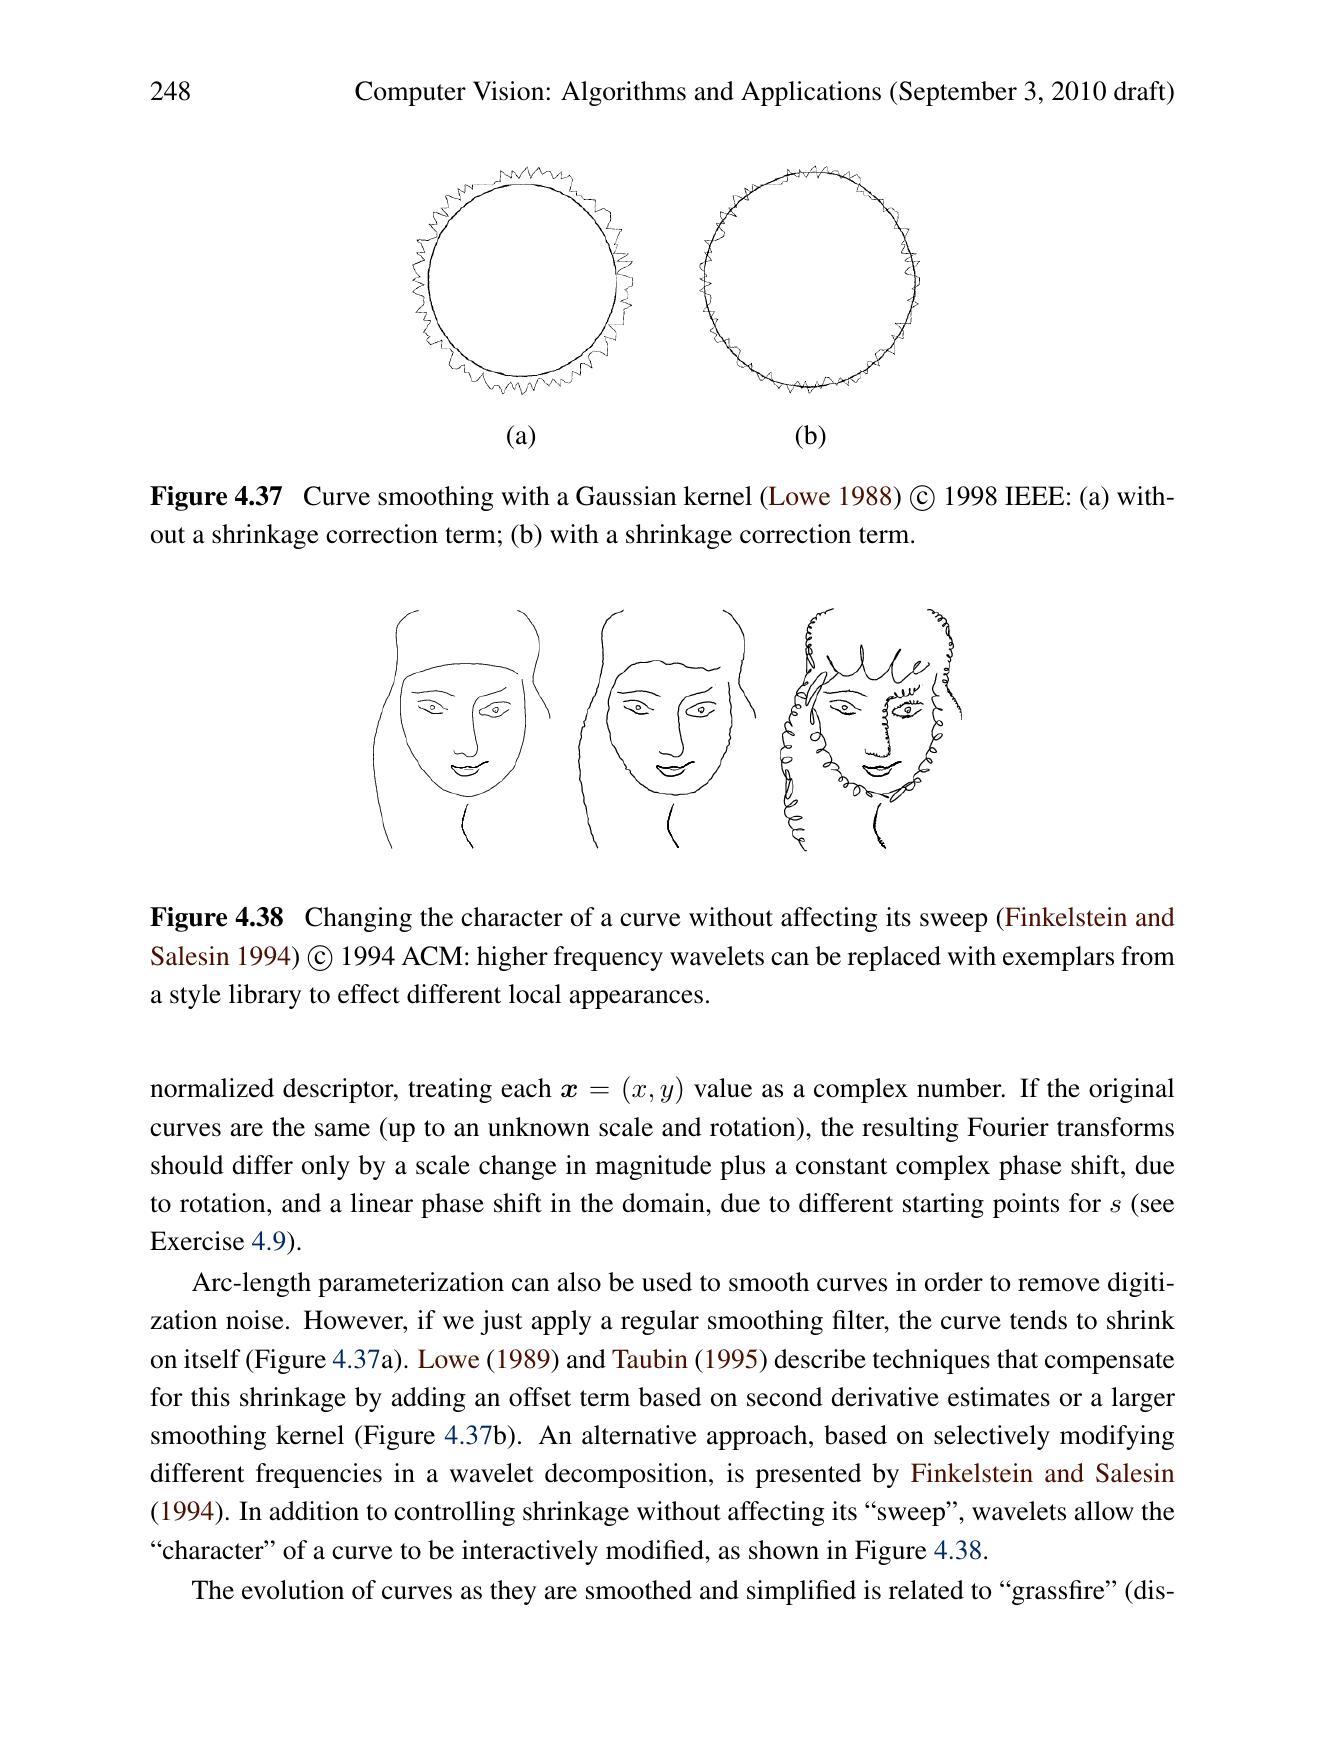 248 Computer Vision: Algorithms and Applications (September 3, 2010 draft)
(a) (b)
Figure 4.37 Curve smoothing with a Gaussian kernel (Lowe 1988) © 1998 IEEE: (a) with-
out a shrinkage correction term; (b) with a shrinkage correction term.
Figure 4.38 Changing the character of a curve without affecting its sweep (Finkelstein and
Salesin 1994) © 1994 ACM: higher frequency wavelets can be replaced with exemplars from
a style library to effect different local appearances.
normalized descriptor, treating each x = (x, y) value as a complex number. If the original
curves are the same (up to an unknown scale and rotation), the resulting Fourier transforms
should differ only by a scale change in magnitude plus a constant complex phase shift, due
to rotation, and a linear phase shift in the domain, due to different starting points for s (see
Exercise 4.9).
Arc-length parameterization can also be used to smooth curves in order to remove digiti-
zation noise. However, if we just apply a regular smoothing filter, the curve tends to shrink
on itself (Figure 4.37a). Lowe (1989) and Taubin (1995) describe techniques that compensate
for this shrinkage by adding an offset term based on second derivative estimates or a larger
smoothing kernel (Figure 4.37b). An alternative approach, based on selectively modifying
different frequencies in a wavelet decomposition, is presented by Finkelstein and Salesin
(1994). In addition to controlling shrinkage without affecting its “sweep”, wavelets allow the
“character” of a curve to be interactively modified, as shown in Figure 4.38.
The evolution of curves as they are smoothed and simplified is related to “grassfire” (dis-